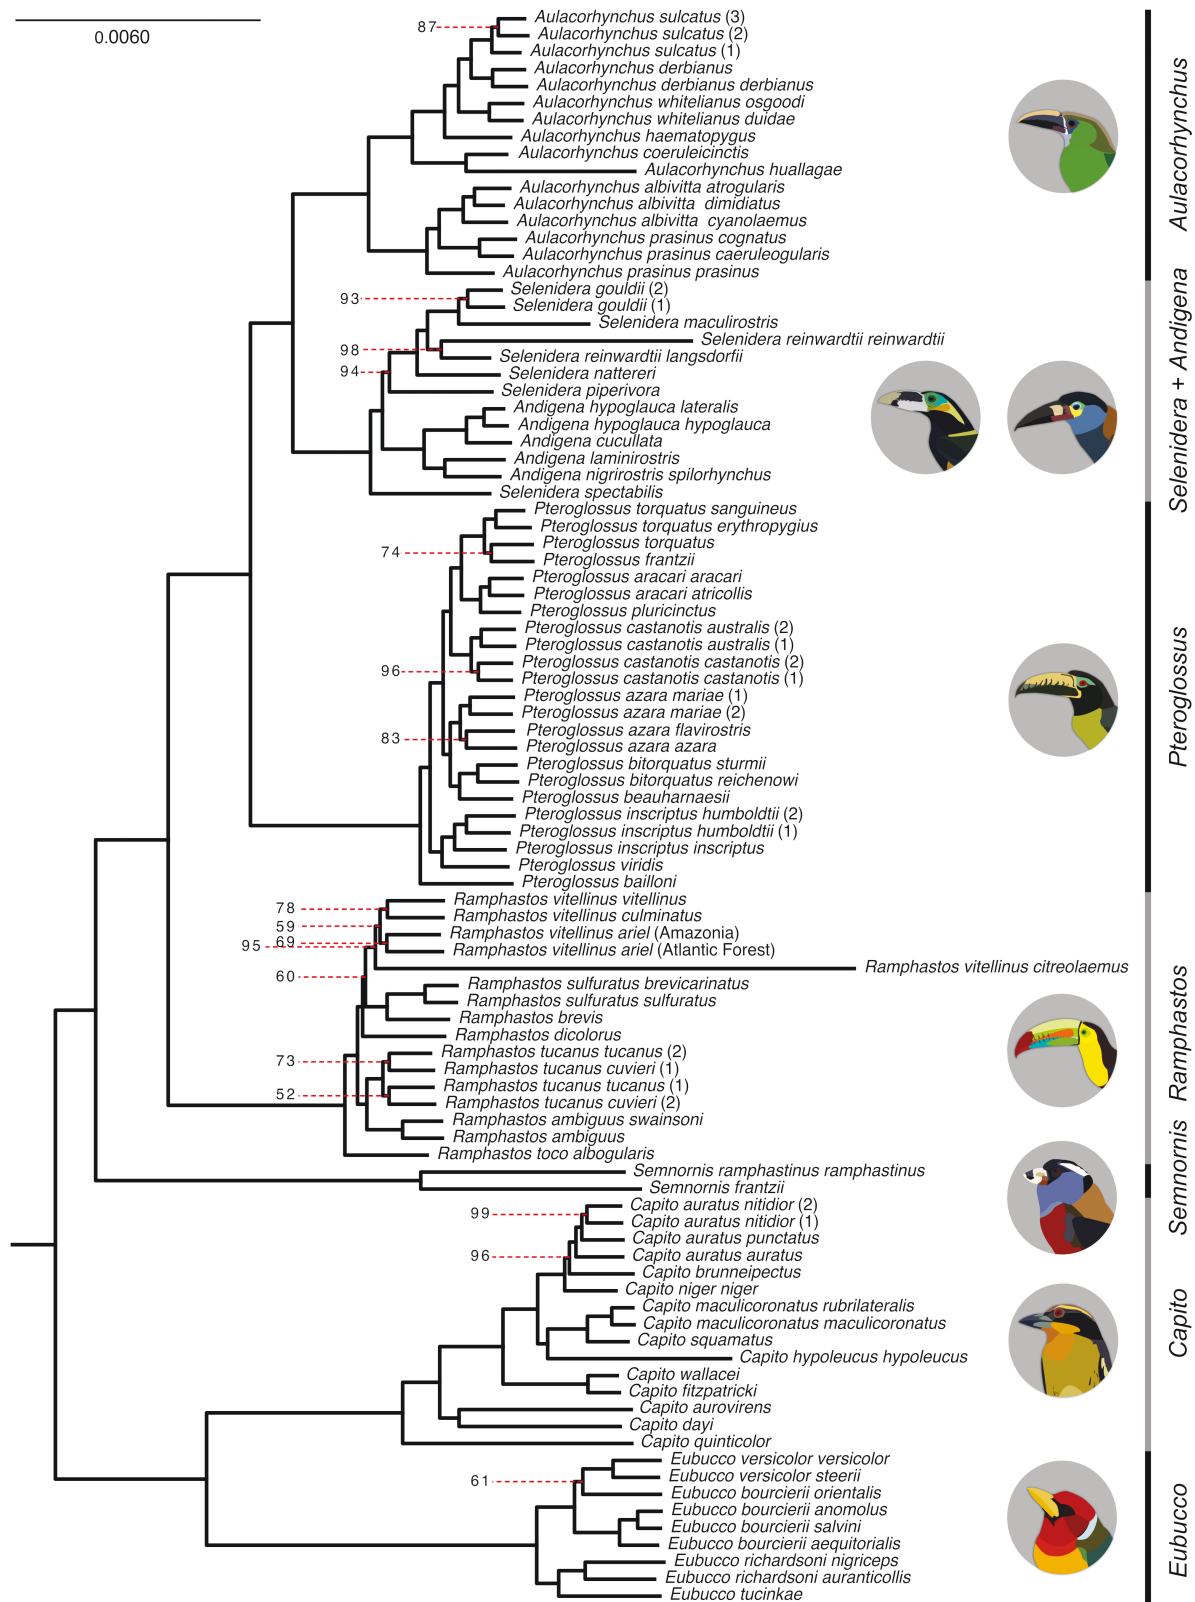 0.0060
87
Aulacorhynchus sulcatus (3)
Aulacorhynchus sulcatus (2)
Aulacorhynchus sulcatus (1)
Aulacorhynchus derbianus
Aulacorhynchus derbianus derbianus
Aulacorhynchus whitelianus osgoodi
Aulacorhynchus whitelianus duidae
Aulacorhynchus haematopygus
Aulacorhynchus coeruleicinctis
Aulacorhynchus huallagae
Aulacorhynchus albivitta atrogularis
Aulacorhynchus albivitta dimidiatus
Aulacorhynchus albivitta cyanolaemus
Aulacorhynchus prasinus cognatus
Aulacorhynchus prasinus caeruleogularis
Aulacorhynchus prasinus prasinus
Aulacorhynchus
93
Selenidera gouldii (2)
Selenidera gouldii (1)
Selenidera maculirostris
Selenidera reinwardtii reinwardtii
98
Selenidera reinwardtii langsdorfii
94
Selenidera nattereri
Selenidera piperivora
Andigena hypoglauca lateralis
Andigena hypoglauca hypoglauca
Andigena cucullata
Andigena laminirostris
Andigena nigrirostris spilorhynchus
Selenidera spectabilis
Selenidera + Andigena
Pteroglossus torquatus sanguineus
Pteroglossus torquatus erythropygius
Pteroglossus torquatus
74
Pteroglossus frantzii
Pteroglossus aracari aracari
Pteroglossus aracari atricollis
Pteroglossus pluricinctus
Pteroglossus castanotis australis (2)
Pteroglossus castanotis australis (1)
Pteroglossus castanotis castanotis (2)
96
Pteroglossus castanotis castanotis (1)
Pteroglossus azara mariae (1)
Pteroglossus azara mariae (2)
Pteroglossus azara flavirostris
83
Pteroglossus azara azara
Pteroglossus bitorquatus sturmii
Pteroglossus bitorquatus reichenowi
Pteroglossus beauharnaesii
Pteroglossus inscriptus humboldtii (2)
Pteroglossus inscriptus humboldtii (1)
Pteroglossus inscriptus inscriptus
Pteroglossus viridis
Pteroglossus bailloni
Pteroglossus
Ramphastos vitellinus vitellinus
78
Ramphastos vitellinus culminatus
59
Ramphastos vitellinus ariel (Amazonia)
69
95
Ramphastos vitellinus ariel (Atlantic Forest)
Ramphastos vitellinus citreolaemus
60
Ramphastos sulfuratus brevicarinatus
Ramphastos sulfuratus sulfuratus
Ramphastos brevis
Ramphastos dicolorus
Ramphastos tucanus tucanus (2)
73
Ramphastos tucanus cuvieri (1)
Ramphastos tucanus tucanus (1)
52
Ramphastos tucanus cuvieri (2)
Ramphastos ambiguus swainsoni
Ramphastos ambiguus
Ramphastos toco albogularis
Ramphastos
Semnornis ramphastinus ramphastinus
Semnornis frantzii
Semnornis
Capito auratus nitidior (2)
99
Capito auratus nitidior (1)
Capito auratus punctatus
96
Capito auratus auratus
Capito brunneipectus
Capito niger niger
Capito maculicoronatus rubrilateralis
Capito maculicoronatus maculicoronatus
Capito squamatus
Capito hypoleucus hypoleucus
Capito wallacei
Capito fitzpatricki
Capito aurovirens
Capito dayi
Capito quinticolor
Capito
Eubucco versicolor versicolor
61
Eubucco versicolor steerii
Eubucco bourcierii orientalis
Eubucco bourcierii anomolus
Eubucco bourcierii salvini
Eubucco bourcierii aequitorialis
Eubucco richardsoni nigriceps
Eubucco richardsoni auranticollis
Eubucco tucinkae
Eubucco